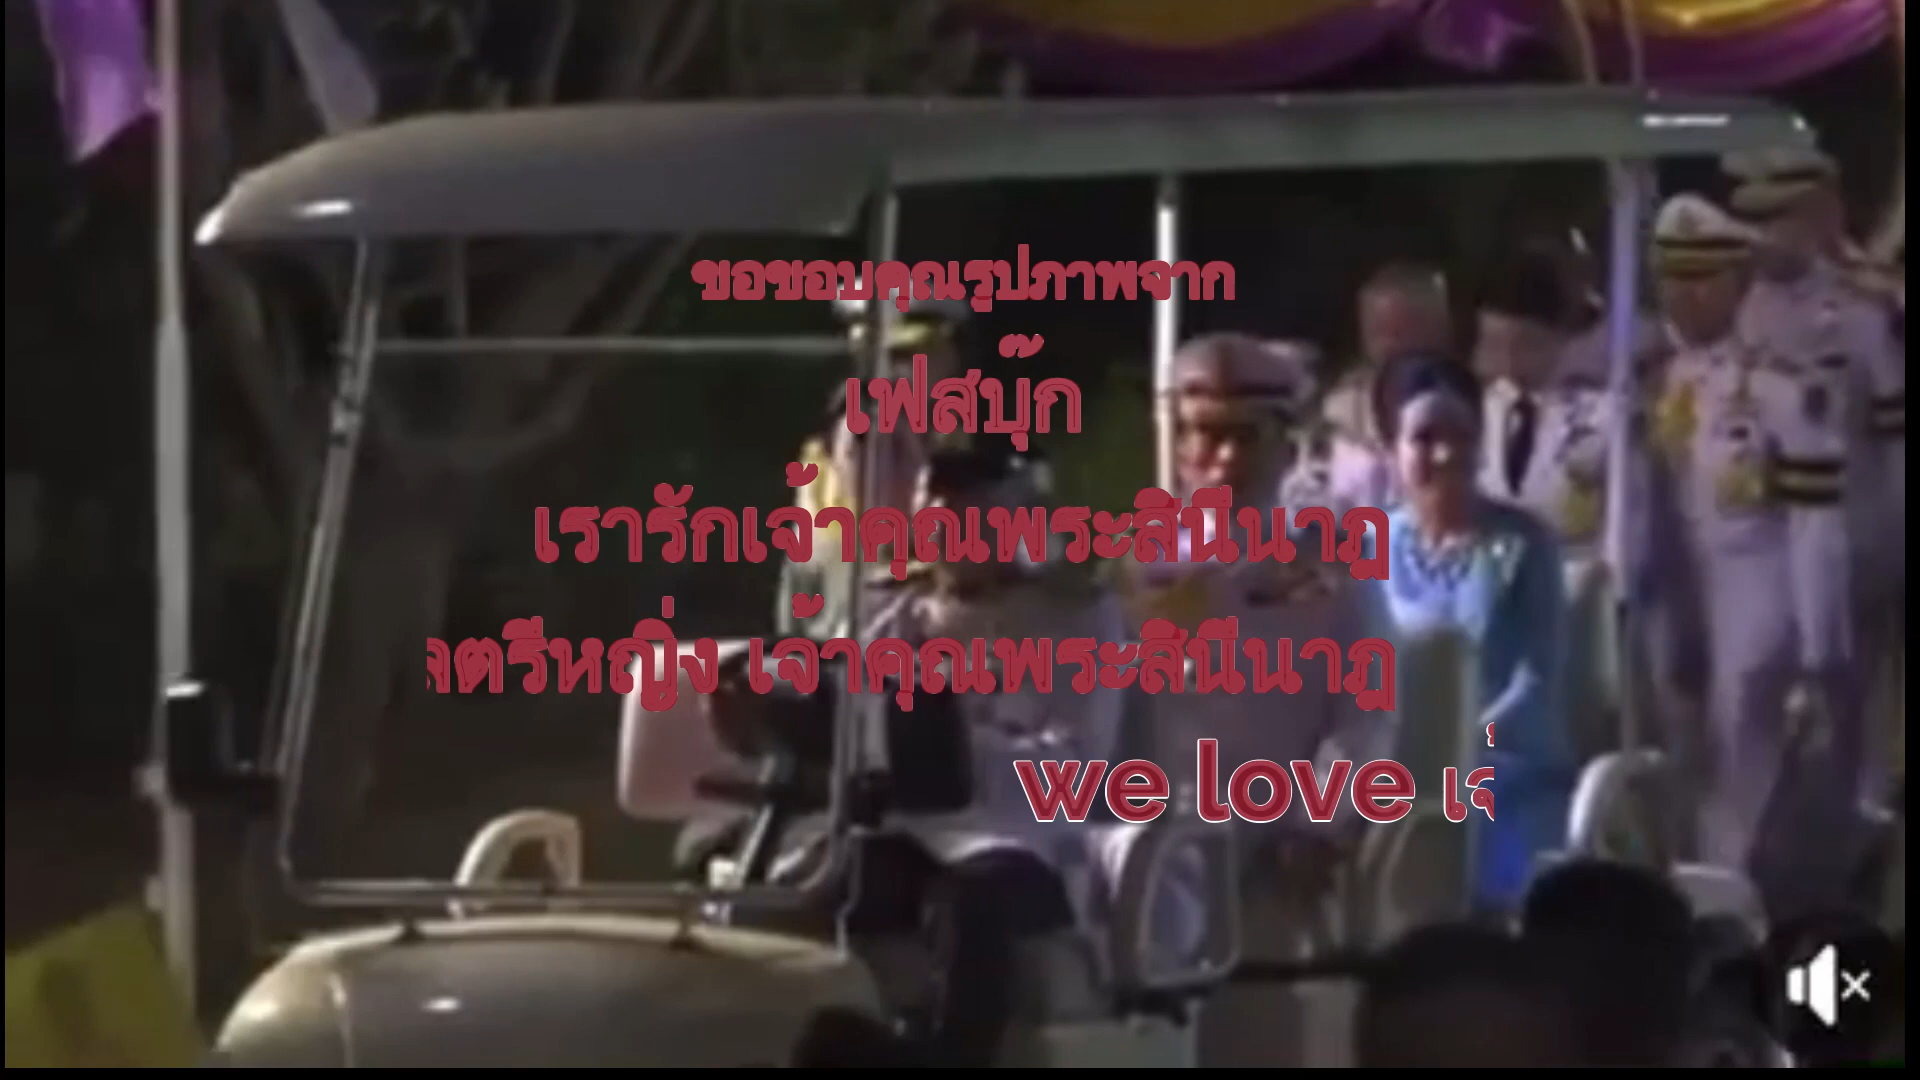 ขอขอบคุณรูปภาพจาก
เฟสบุ๊ก
เรารักเจ้าคุณพระสินีนาฏ
ตรีหญิ่ง เจ้าคุณพระสินีนาฏ
we love